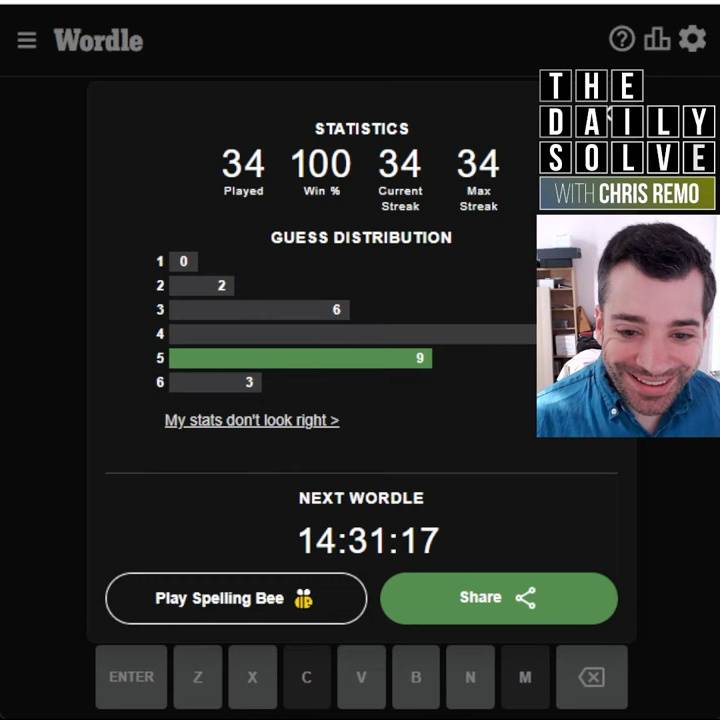 Wordle
THE
DAILY
SOLVE
WITH CHRIS REMO
STATISTICS
34 100 34 34
Played Win % Current Streak Max Streak
GUESS DISTRIBUTION
1 0
2 2
3 6
4
5 9
6 3
My stats don't look right >
NEXT WORDLE
14:31:17
Play Spelling Bee
Share
ENTER Z X C V B N M